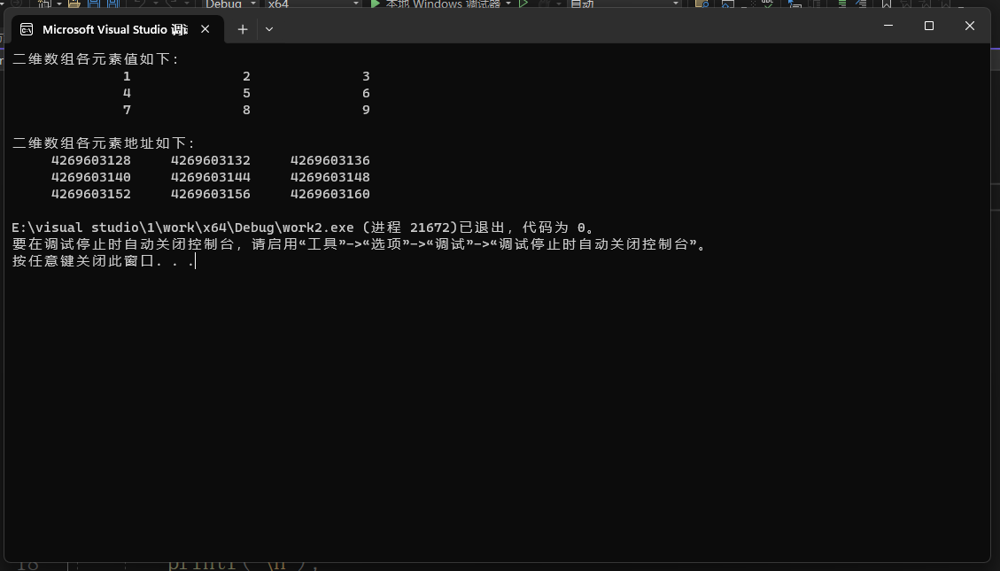 Debug x64 本地 Windows 调试器 自动
Microsoft Visual Studio 调试
二维数组各元素值如下:
1 2 3
4 5 6
7 8 9
二维数组各元素地址如下:
4269603128 4269603132 4269603136
4269603140 4269603144 4269603148
4269603152 4269603156 4269603160
E:\visual studio\1\work\x64\Debug\work2.exe (进程 21672)已退出,代码为 0。
要在调试停止时自动关闭控制台,请启用“工具”->“选项”->“调试”->“调试停止时自动关闭控制台”。
按任意键关闭此窗口. . .
18 printf("\n");